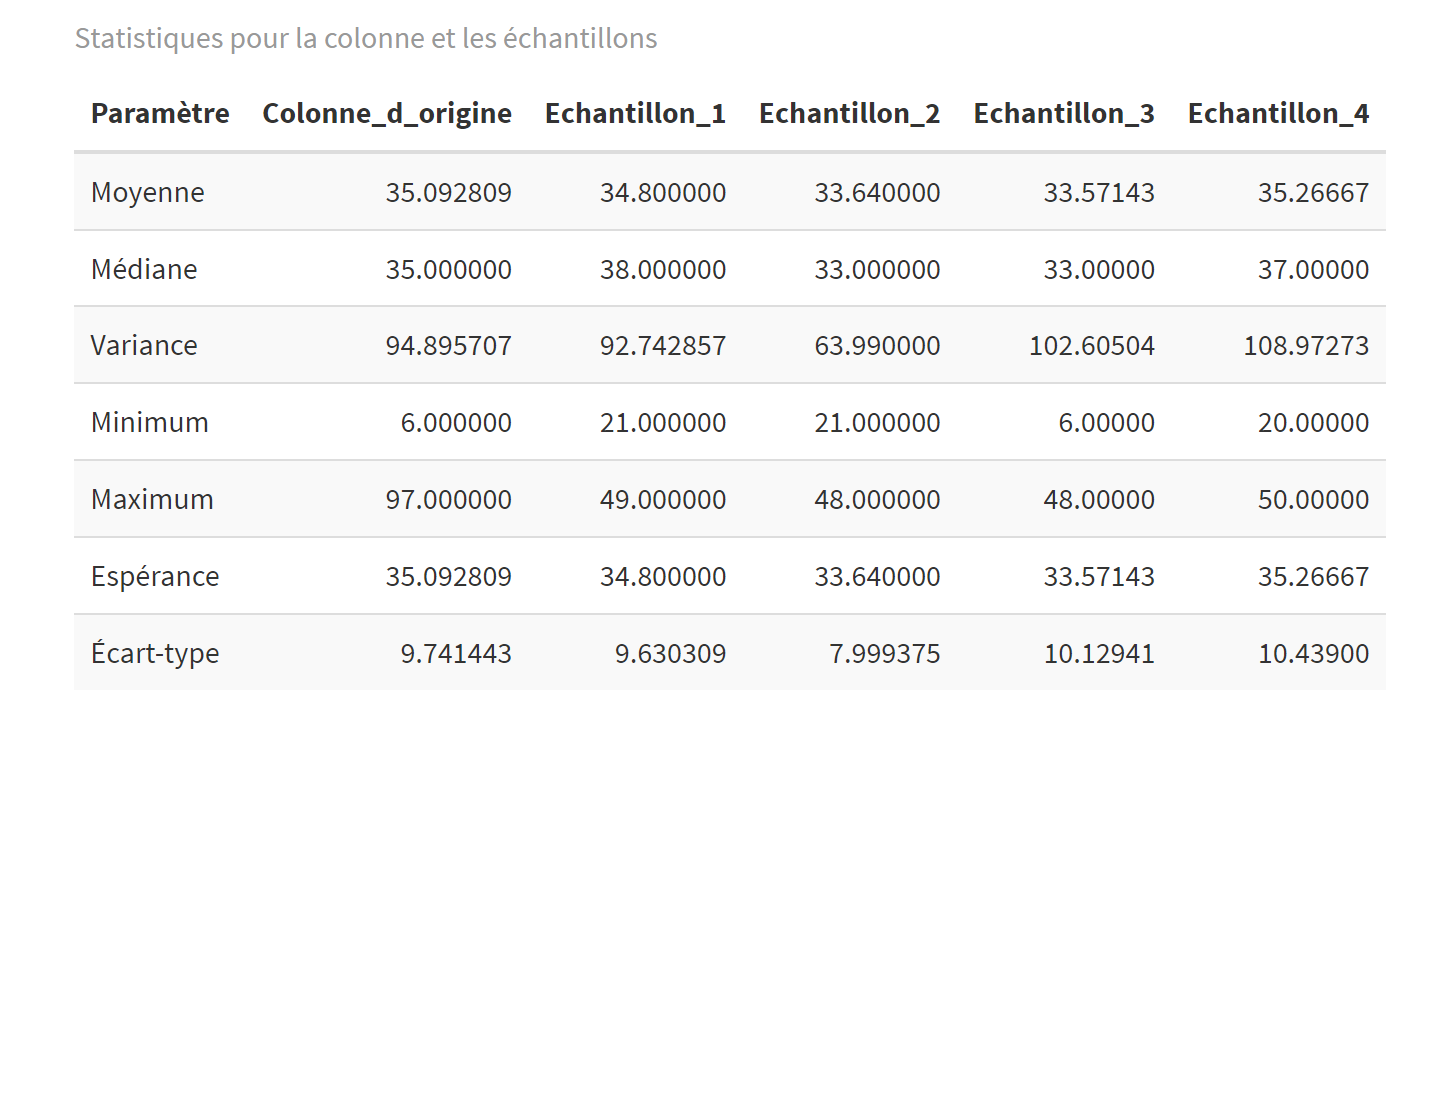 Statistiques pour la colonne et les échantillons
Paramètre Colonne_d_origine Echantillon_1 Echantillon_2 Echantillon_3 Echantillon_4
Moyenne 35.092809 34.800000 33.640000 33.57143 35.26667
Médiane 35.000000 38.000000 33.000000 33.00000 37.00000
Variance 94.895707 92.742857 63.990000 102.60504 108.97273
Minimum 6.000000 21.000000 21.000000 6.00000 20.00000
Maximum 97.000000 49.000000 48.000000 48.00000 50.00000
Espérance 35.092809 34.800000 33.640000 33.57143 35.26667
Écart-type 9.741443 9.630309 7.999375 10.12941 10.43900